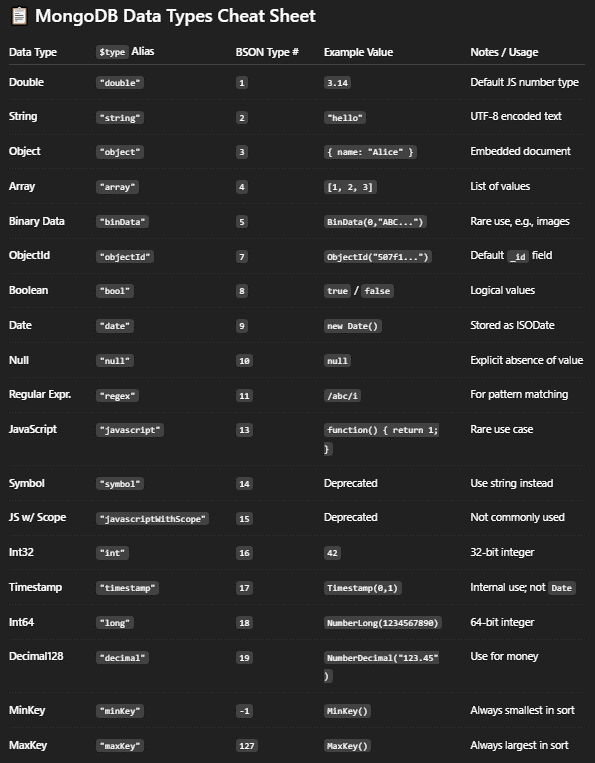 📋 MongoDB Data Types Cheat Sheet
Data Type $type Alias BSON Type # Example Value Notes / Usage
Double "double" 1 3.14 Default JS number type
String "string" 2 "hello" UTF-8 encoded text
Object "object" 3 { name: "Alice" } Embedded document
Array "array" 4 [1, 2, 3] List of values
Binary Data "binData" 5 BinData(0,"ABC...") Rare use, e.g., images
ObjectId "objectId" 7 ObjectId("507f1...") Default _id field
Boolean "bool" 8 true / false Logical values
Date "date" 9 new Date() Stored as ISODate
Null "null" 10 null Explicit absence of value
Regular Expr. "regex" 11 /abc/i For pattern matching
JavaScript "javascript" 13 function() { return 1; Rare use case
}
Symbol "symbol" 14 Deprecated Use string instead
JS w/ Scope "javascriptWithScope" 15 Deprecated Not commonly used
Int32 "int" 16 42 32-bit integer
Timestamp "timestamp" 17 Timestamp(0,1) Internal use; not Date
Int64 "long" 18 NumberLong(1234567890) 64-bit integer
Decimal128 "decimal" 19 NumberDecimal("123.45" Use for money
)
MinKey "minKey" -1 MinKey() Always smallest in sort
MaxKey "maxKey" 127 MaxKey() Always largest in sort